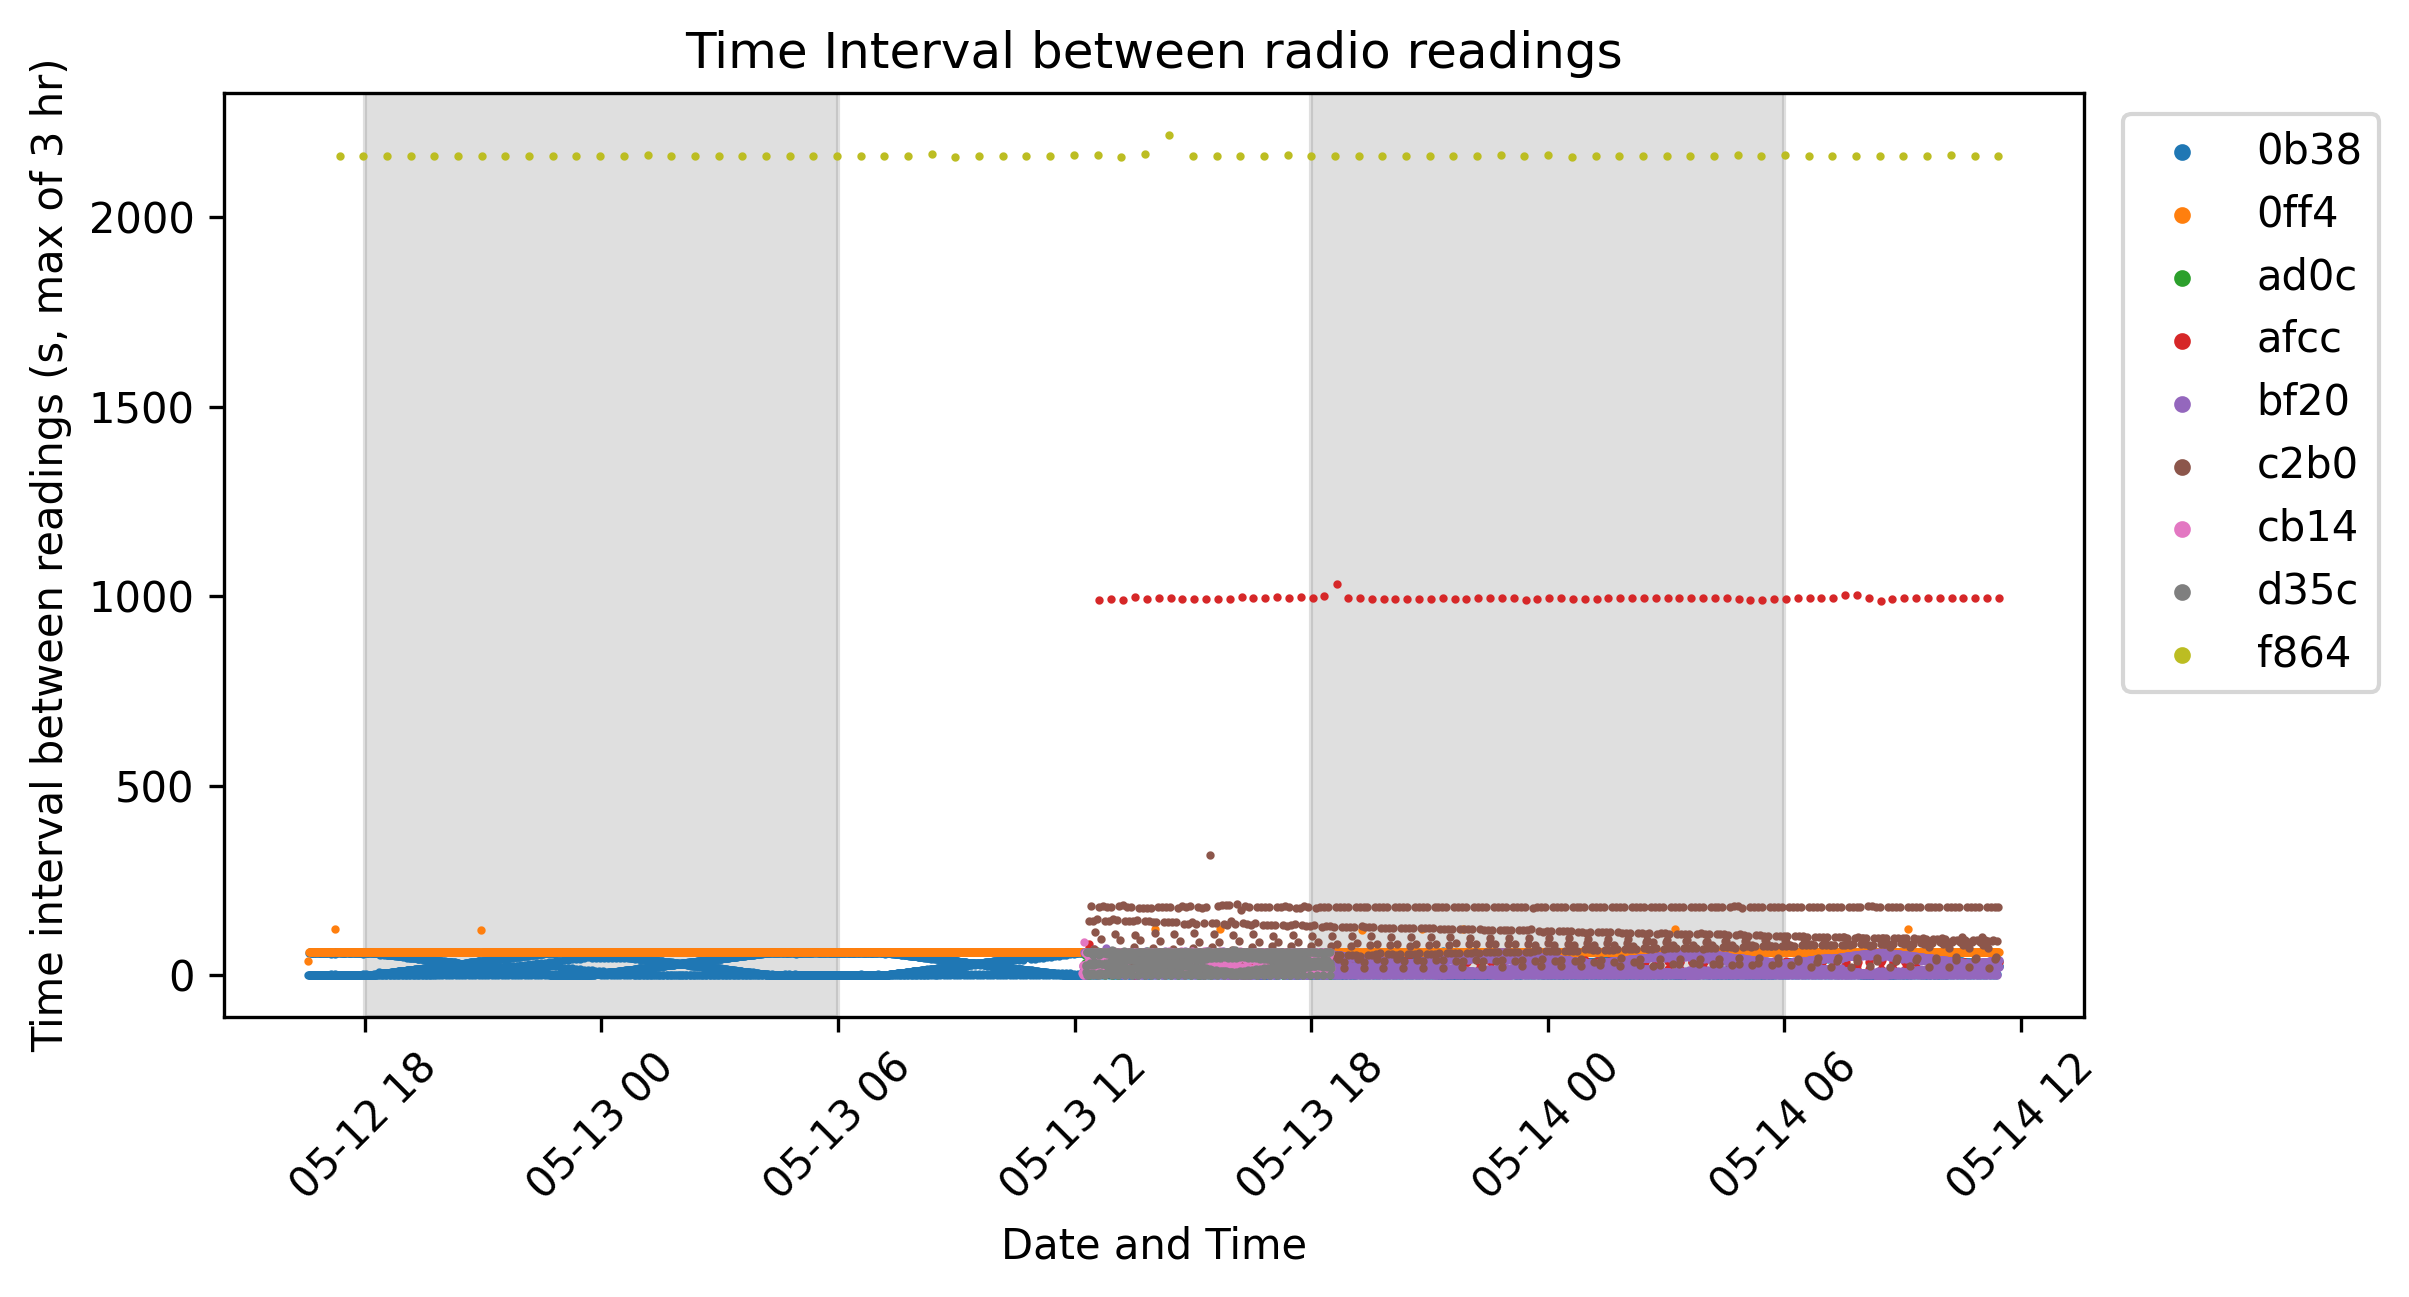 Time Interval between radio readings
Time interval between readings (s, max of 3 hr)
2000
1500
1000
500
0
05-12 18
05-13 00
05-13 06
05-13 12
05-13 18
05-14 00
05-14 06
05-14 12
Date and Time
0b38
0ff4
ad0c
afcc
bf20
c2b0
cb14
d35c
f864